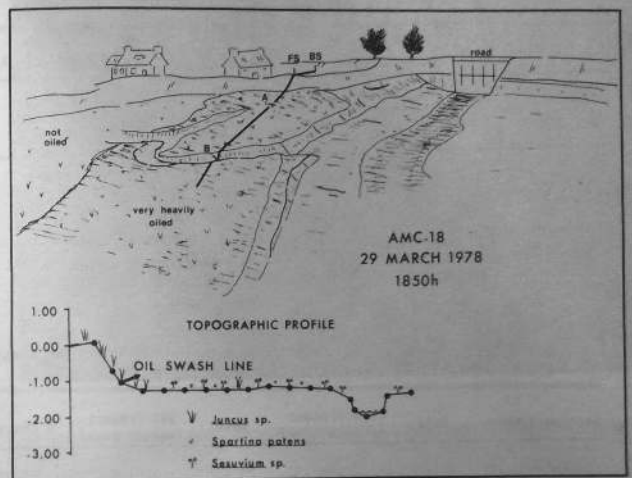 road
FS BS
A
not
oiled
B
very heavily
oiled
AMC-18
29 MARCH 1978
1850h
TOPOGRAPHIC PROFILE
1.00
0.00
-1.00
-2.00
-3.00
OIL SWASH LINE
Juncus sp.
Spartina patens
Sesuvium sp.